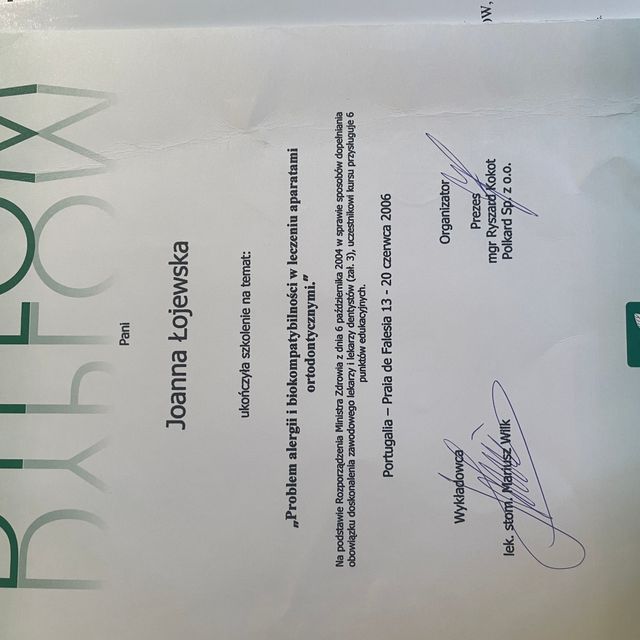 DYPLOM
Pani
Joanna Łojewska
ukończyła szkolenie na temat:
„Problem alergii i biokompatybilności w leczeniu aparatami
ortodontycznymi.”
Na podstawie Rozporządzenia Ministra Zdrowia z dnia 6 października 2004 w sprawie sposobów dopełniania
obowiązku doskonalenia zawodowego lekarzy i lekarzy dentystów (zał. 3), uczestnikowi kursu przysługuje 6
punktów edukacyjnych.
Portugalia – Praia de Falesia 13 - 20 czerwca 2006
Wykładowca
lek. stom. Mariusz Wilk
Organizator
Prezes
mgr Ryszard Kokot
Polkard Sp. z o.o.